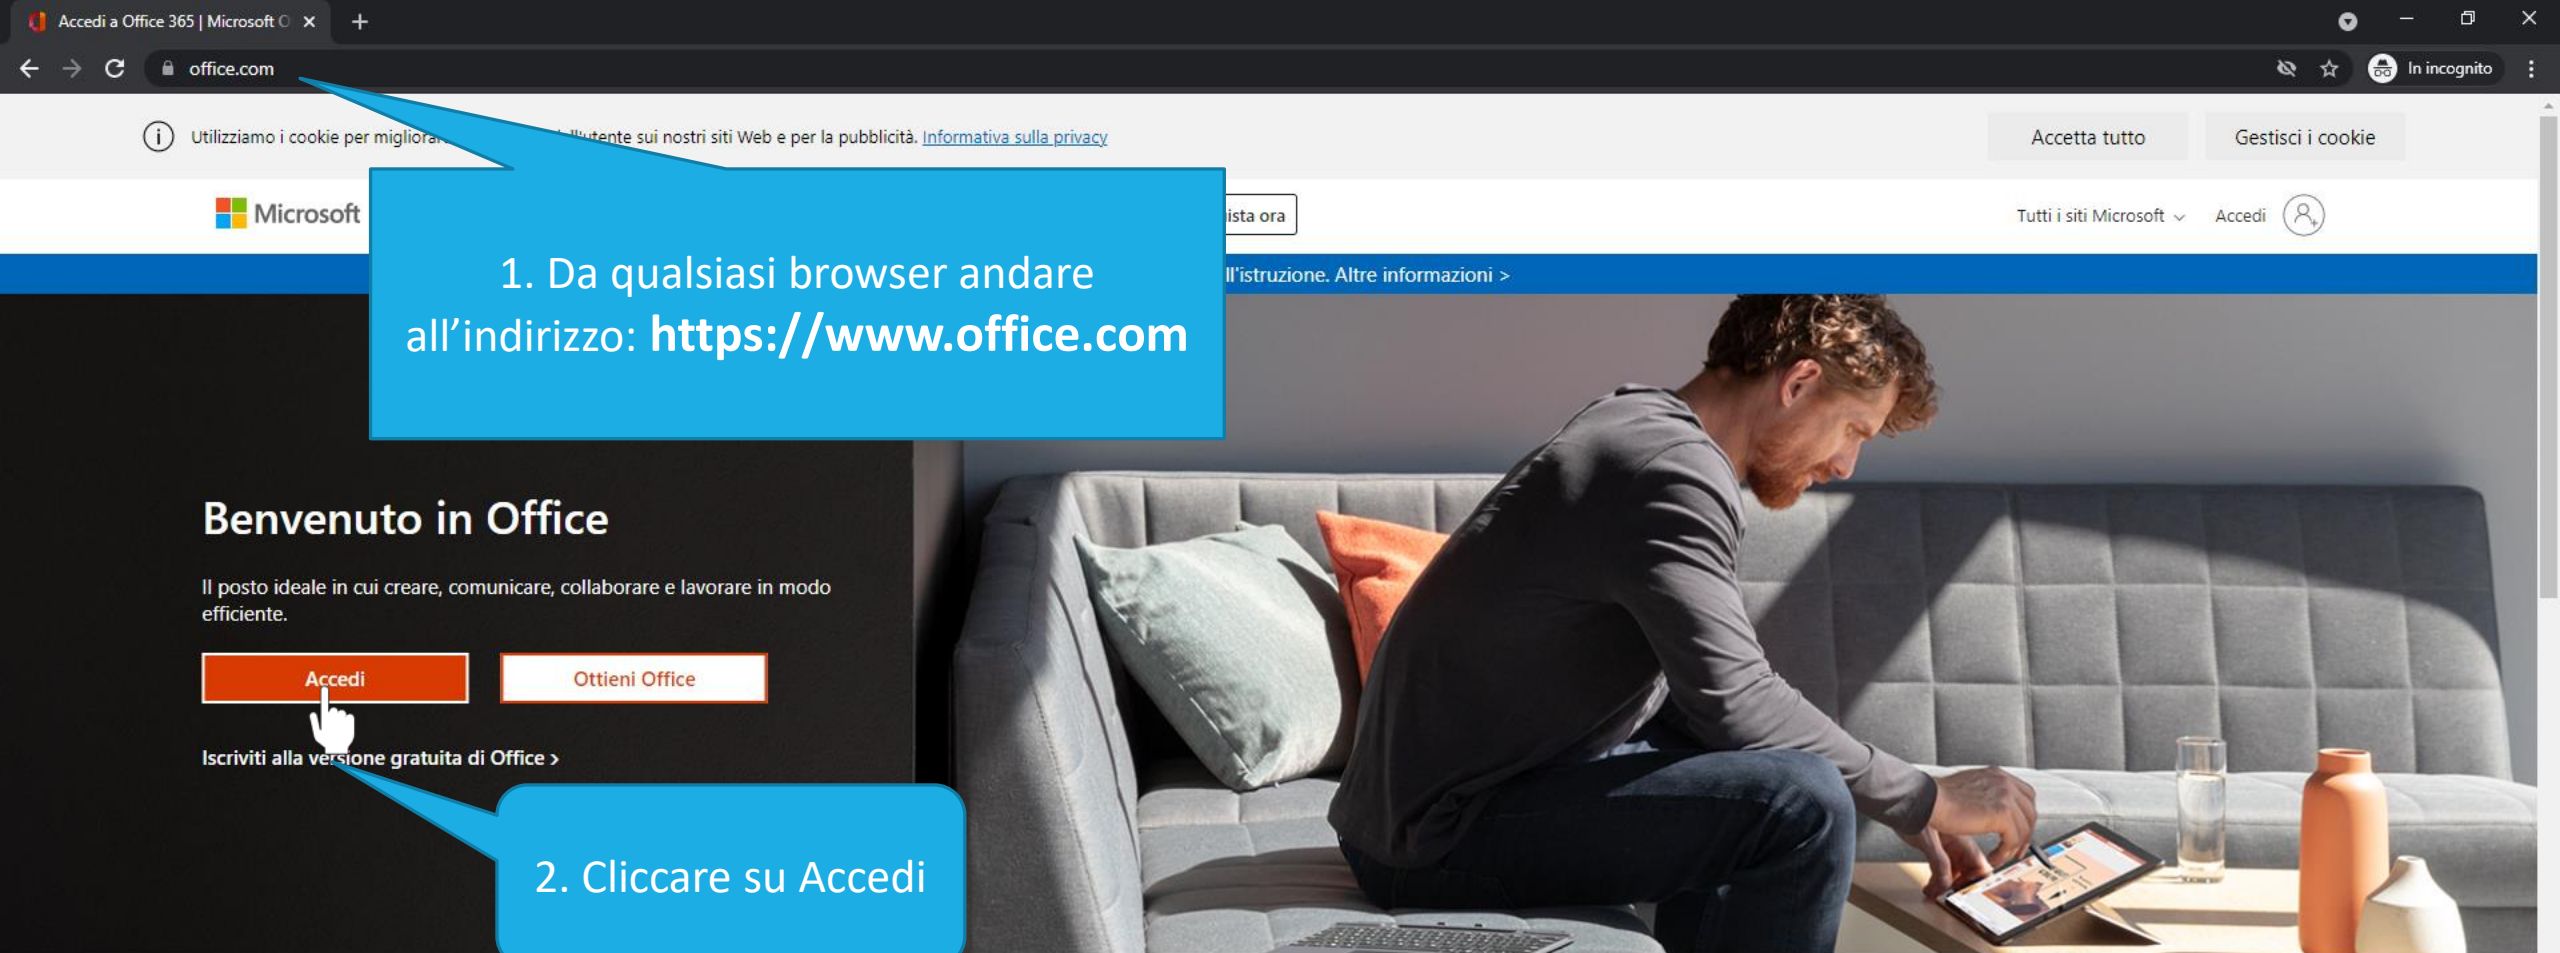 Accedi a Office 365 | Microsoft O
office.com
In incognito
Utilizziamo i cookie per migliorare dell'utente sui nostri siti Web e per la pubblicità. Informativa sulla privacy
Accetta tutto
Gestisci i cookie
Microsoft
ista ora
Tutti i siti Microsoft
Accedi
ll'istruzione. Altre informazioni >
1. Da qualsiasi browser andare
all’indirizzo: https://www.office.com
Benvenuto in Office
Il posto ideale in cui creare, comunicare, collaborare e lavorare in modo
efficiente.
Accedi
Ottieni Office
Iscriviti alla versione gratuita di Office >
2. Cliccare su Accedi